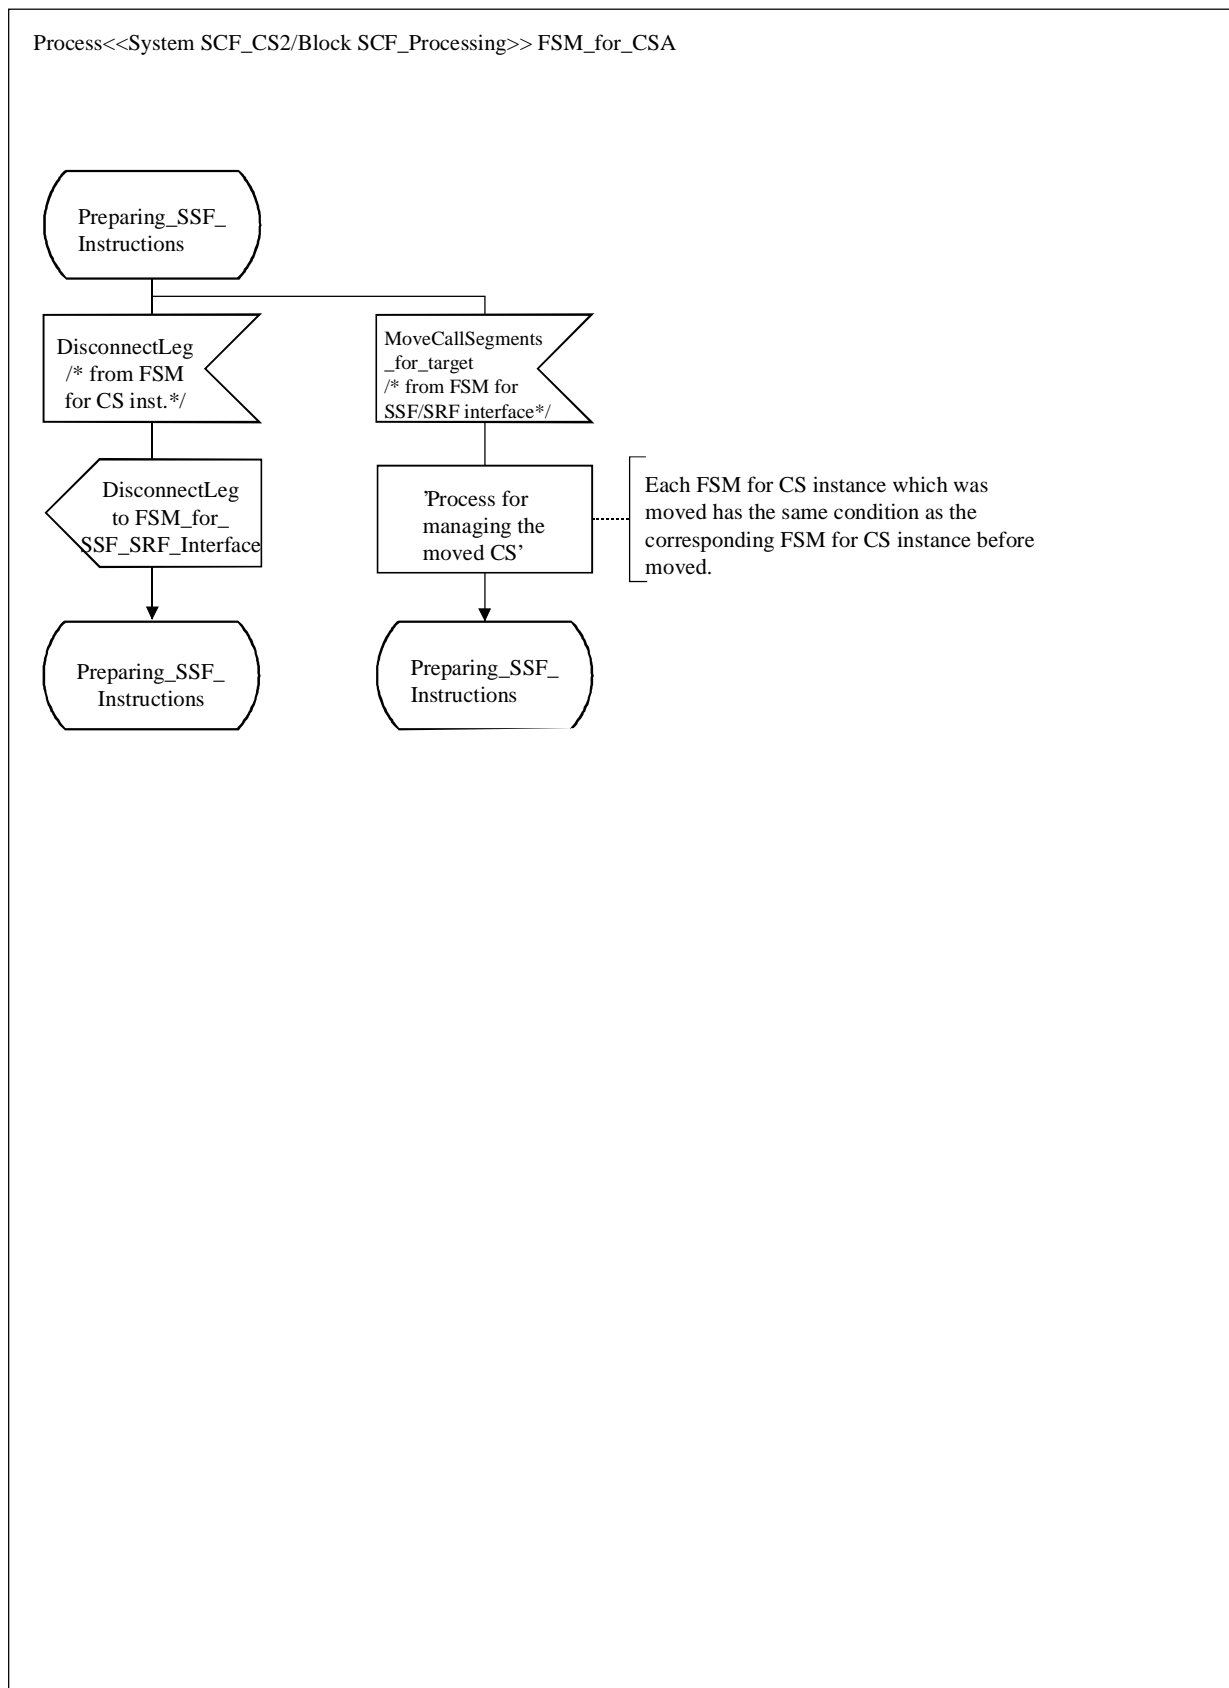 Process<<System SCF_CS2/Block SCF_Processing>> FSM_for_CSA
Preparing_SSF_
Instructions
DisconnectLeg
/* from FSM
for CS inst.*/
MoveCallSegments
_for_target
/* from FSM for
SSF/SRF interface*/
DisconnectLeg
to FSM_for_
SSF_SRF_Interface
’Process for
managing the
moved CS’
Each FSM for CS instance which was
moved has the same condition as the
corresponding FSM for CS instance before
moved.
Preparing_SSF_
Instructions
Preparing_SSF_
Instructions